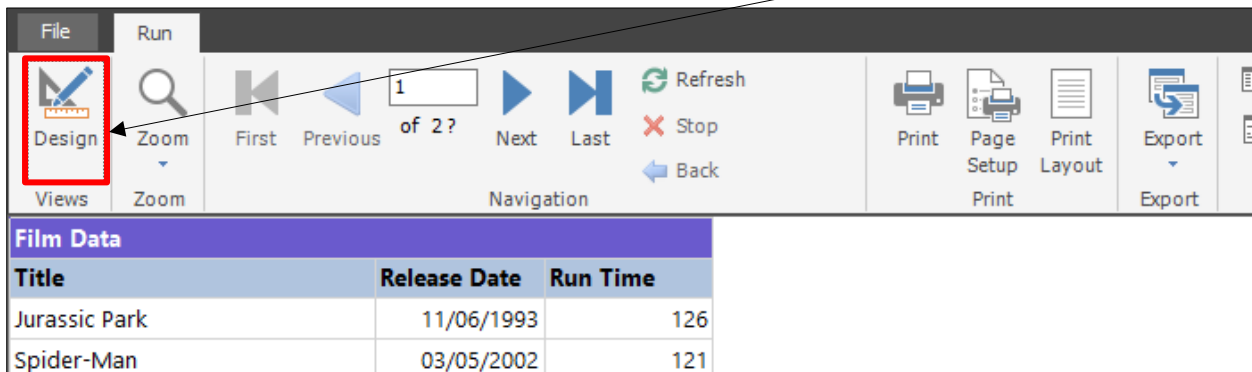 File Run
1
Refresh
Design Zoom First Previous of 2 ? Next Last Stop Print Page Setup Print Layout Export
Back
Views Zoom Navigation Print Export
Film Data
Title Release Date Run Time
Jurassic Park 11/06/1993 126
Spider-Man 03/05/2002 121